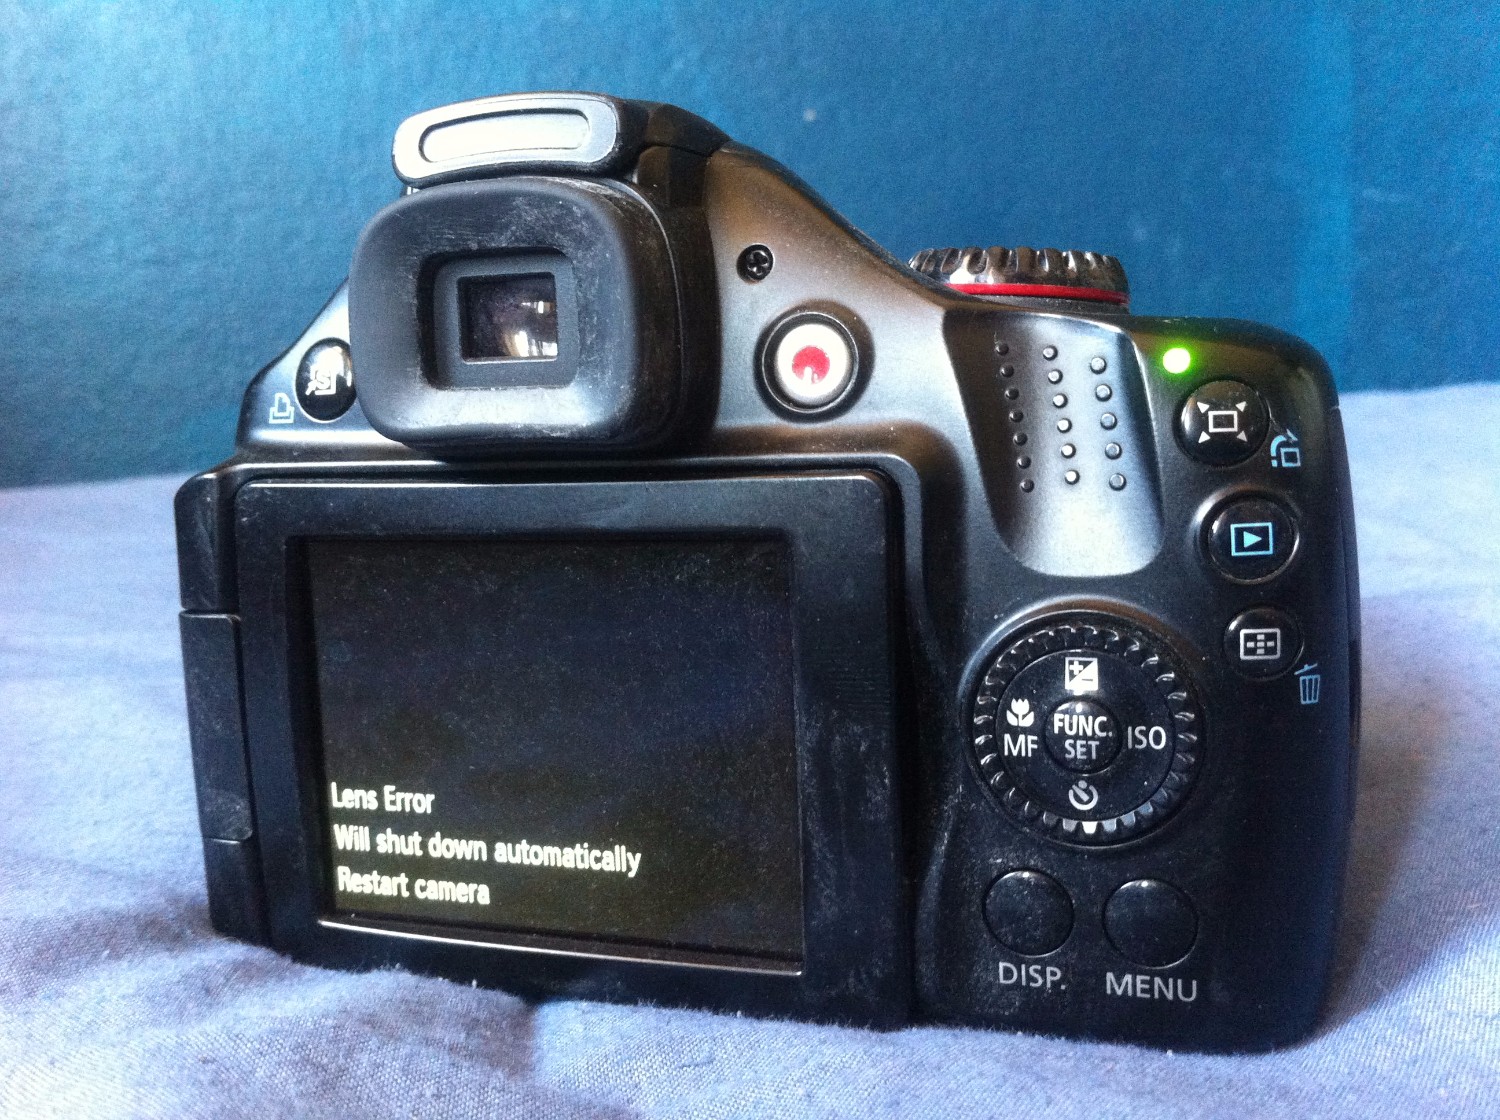 Lens Error
Will shut down automatically
Restart camera
FUNC.
SET
MF
ISO
DISP.
MENU